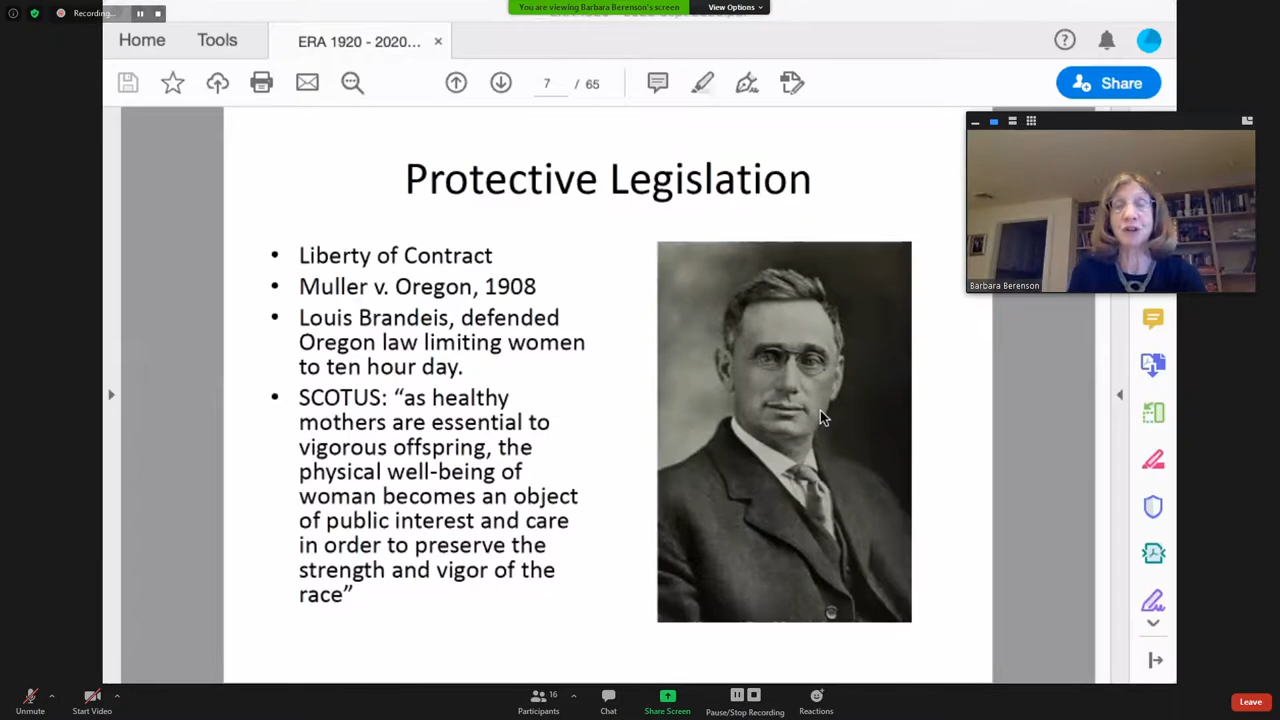 Recording...
You are viewing Barbara Berenson's screen
View Options
Home
Tools
ERA 1920 - 2020...
7 / 65
Share
Protective Legislation
• Liberty of Contract
• Muller v. Oregon, 1908
• Louis Brandeis, defended
Oregon law limiting women
to ten hour day.
• SCOTUS: “as healthy
mothers are essential to
vigorous offspring, the
physical well-being of
woman becomes an object
of public interest and care
in order to preserve the
strength and vigor of the
race”
Barbara Berenson
Unmute
Start Video
16
Participants
Chat
Share Screen
Pause/Stop Recording
Reactions
Leave